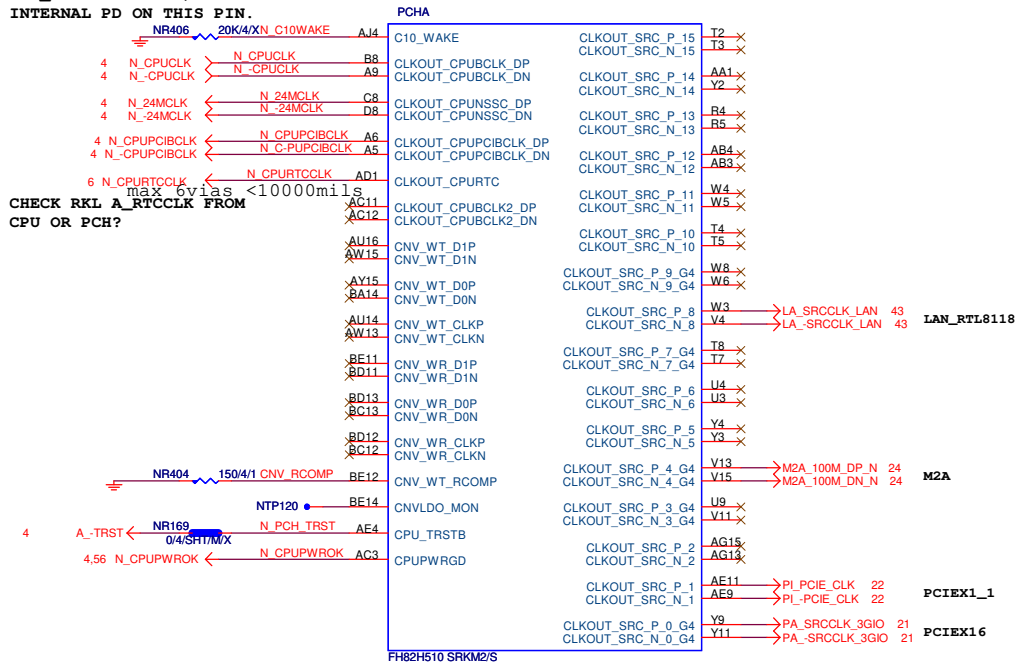 INTERNAL PD ON THIS PIN.
PCHA
NR406 20K/4/X N_C10WAKE AJ4 C10_WAKE
4 N_CPUCLK N_CPUCLK B8 CLKOUT_CPUBCLK_DP
4 N_-CPUCLK N_-CPUCLK A9 CLKOUT_CPUBCLK_DN
4 N_24MCLK N_24MCLK C8 CLKOUT_CPUNSSC_DP
4 N_-24MCLK N_-24MCLK D8 CLKOUT_CPUNSSC_DN
4 N_CPUPCIBCLK N_CPUPCIBCLK A6 CLKOUT_CPUPCIBCLK_DP
4 N_-CPUPCIBCLK N_C-PUPCIBCLK A5 CLKOUT_CPUPCIBCLK_DN
6 N_CPURTCCLK N_CPURTCCLK AD1 CLKOUT_CPURTC
max 6vias <10000mils
CHECK RKL A_RTCCLK FROM
CPU OR PCH?
AC11 CLKOUT_CPUBCLK2_DP
AC12 CLKOUT_CPUBCLK2_DN
AU16 CNV_WT_D1P
AW15 CNV_WT_D1N
AY15 CNV_WT_D0P
BA14 CNV_WT_D0N
AU14 CNV_WT_CLKP
AW13 CNV_WT_CLKN
BE11 CNV_WR_D1P
BD11 CNV_WR_D1N
BD13 CNV_WR_D0P
BC13 CNV_WR_D0N
BD12 CNV_WR_CLKP
BC12 CNV_WR_CLKN
NR404 150/4/1 CNV_RCOMP BE12 CNV_WT_RCOMP
NTP120 BE14 CNVLDO_MON
4 A_-TRST NR169 N_PCH_TRST AE4 CPU_TRSTB
0/4/SHT/M/X
4,56 N_CPUPWROK N_CPUPWROK AC3 CPUPWRGD
CLKOUT_SRC_P_15 T2
CLKOUT_SRC_N_15 T3
CLKOUT_SRC_P_14 AA1
CLKOUT_SRC_N_14 Y2
CLKOUT_SRC_P_13 R4
CLKOUT_SRC_N_13 R5
CLKOUT_SRC_P_12 AB4
CLKOUT_SRC_N_12 AB3
CLKOUT_SRC_P_11 W4
CLKOUT_SRC_N_11 W5
CLKOUT_SRC_P_10 T4
CLKOUT_SRC_N_10 T5
CLKOUT_SRC_P_9_G4 W8
CLKOUT_SRC_N_9_G4 W6
CLKOUT_SRC_P_8 W3 LA_SRCCLK_LAN 43
CLKOUT_SRC_N_8 V4 LA_-SRCCLK_LAN 43
LAN_RTL8118
CLKOUT_SRC_P_7_G4 T8
CLKOUT_SRC_N_7_G4 T7
CLKOUT_SRC_P_6 U4
CLKOUT_SRC_N_6 U3
CLKOUT_SRC_P_5 Y4
CLKOUT_SRC_N_5 Y3
CLKOUT_SRC_P_4_G4 V13 M2A_100M_DP_N 24
CLKOUT_SRC_N_4_G4 V15 M2A_100M_DN_N 24
M2A
CLKOUT_SRC_P_3_G4 U9
CLKOUT_SRC_N_3_G4 V11
CLKOUT_SRC_P_2 AG15
CLKOUT_SRC_N_2 AG13
CLKOUT_SRC_P_1 AE11 PI_PCIE_CLK 22
CLKOUT_SRC_N_1 AE9 PI_-PCIE_CLK 22
PCIEX1_1
CLKOUT_SRC_P_0_G4 Y9 PA_SRCCLK_3GIO 21
CLKOUT_SRC_N_0_G4 Y11 PA_-SRCCLK_3GIO 21
PCIEX16
FH82H510 SRKM2/S